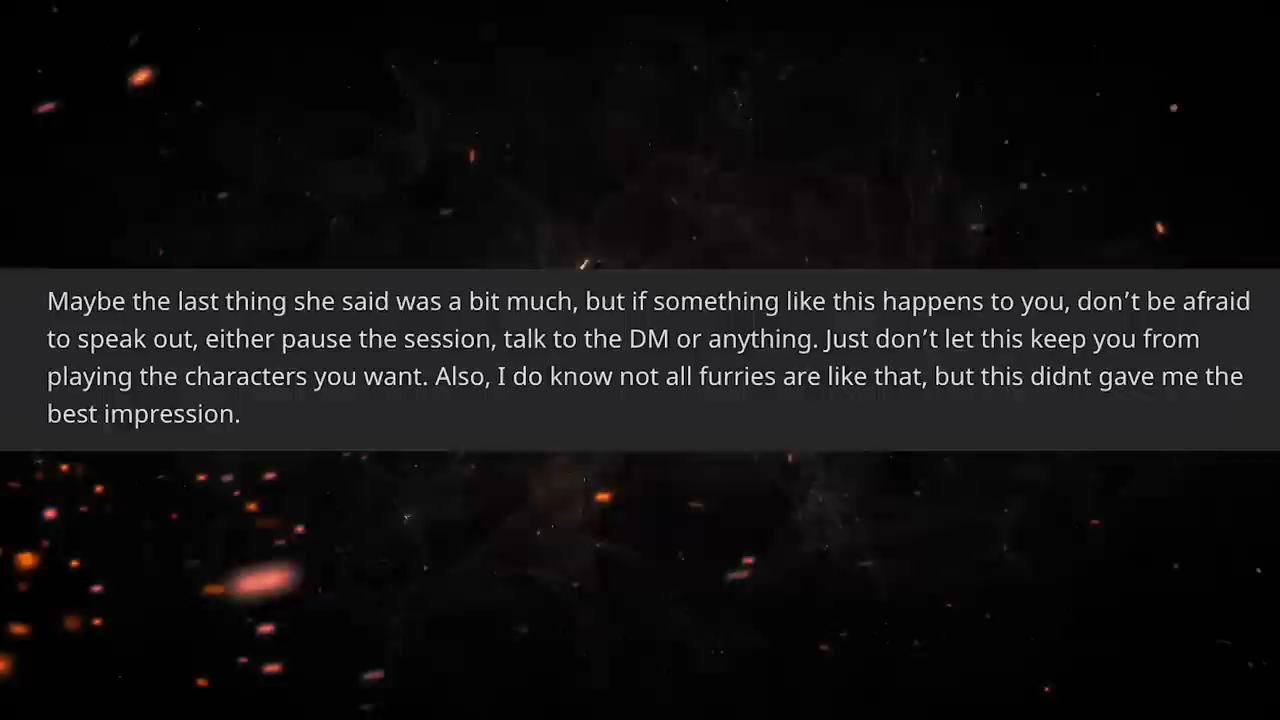 Maybe the last thing she said was a bit much, but if something like this happens to you, don’t be afraid
to speak out, either pause the session, talk to the DM or anything. Just don’t let this keep you from
playing the characters you want. Also, I do know not all furries are like that, but this didnt gave me the
best impression.